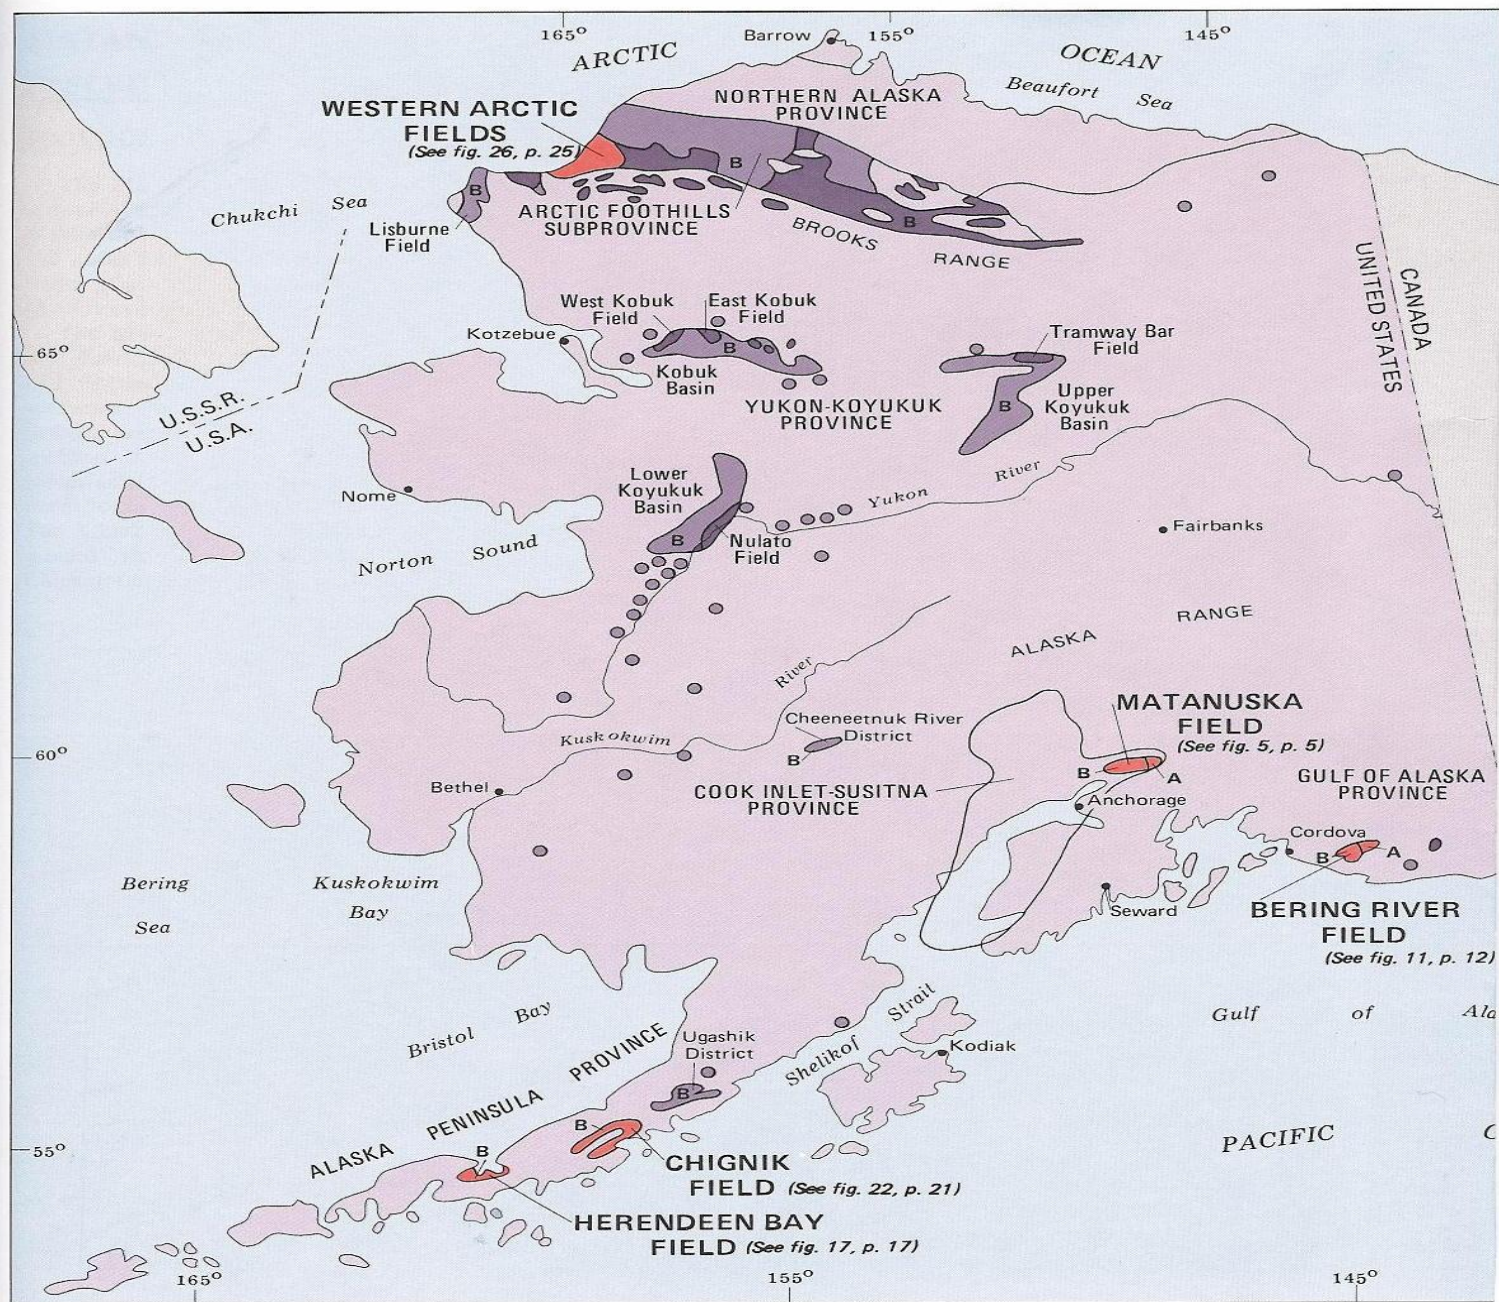 165°
ARCTIC
Barrow
155°
OCEAN
145°
Beaufort Sea
WESTERN ARCTIC
FIELDS
(See fig. 26, p. 25)
NORTHERN ALASKA
PROVINCE
B
B
Chukchi Sea
Lisburne
Field
ARCTIC FOOTHILLS
SUBPROVINCE
B
BROOKS
RANGE
UNITED STATES
CANADA
West Kobuk
Field
East Kobuk
Field
Kotzebue
B
Kobuk
Basin
Tramway Bar
Field
65°
U.S.S.R.
U.S.A.
YUKON-KOYUKUK
PROVINCE
B
Upper
Koyukuk
Basin
Lower
Koyukuk
Basin
Nome
Yukon River
Fairbanks
B
Nulato
Field
Norton Sound
ALASKA RANGE
Kuskokwim River
Cheeneetnuk River
District
B
MATANUSKA
FIELD
(See fig. 5, p. 5)
60°
Bethel
COOK INLET-SUSITNA
PROVINCE
B
A
Anchorage
GULF OF ALASKA
PROVINCE
Cordova
B
A
Bering
Sea
Kuskokwim
Bay
Seward
BERING RIVER
FIELD
(See fig. 11, p. 12)
Bristol Bay
Gulf of Ala
Shelikof Strait
Kodiak
Ugashik
District
B
ALASKA PENINSULA PROVINCE
B
B
55°
PACIFIC
CHIGNIK
FIELD (See fig. 22, p. 21)
HERENDEEN BAY
FIELD (See fig. 17, p. 17)
165°
155°
145°